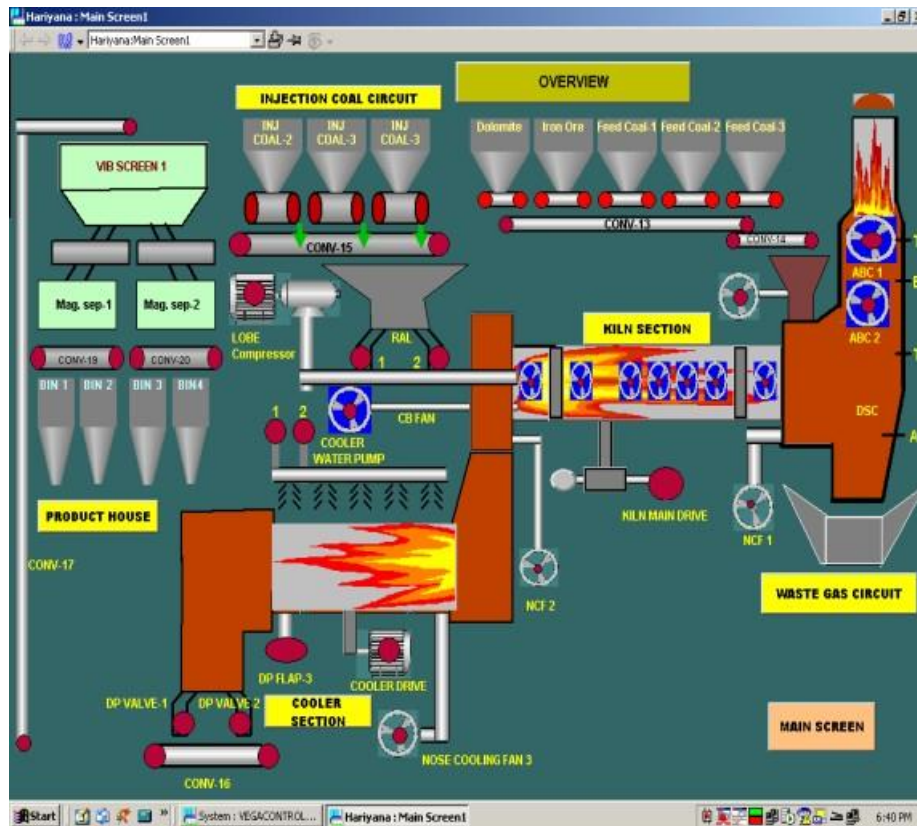 Hariyana : Main Screen1
Hariyana:Main Screen1
OVERVIEW
INJECTION COAL CIRCUIT
INJ COAL-2
INJ COAL-3
INJ COAL-3
Dolomite
Iron Ore
Feed Coal-1
Feed Coal-2
Feed Coal-3
VIB SCREEN 1
CONV-15
CONV-13
CONV-14
Mag. sep-1
Mag. sep-2
LOBE
Compressor
RAL
1
2
KILN SECTION
ABC 1
ABC 2
T
B
T
A
DSC
CONV-19
CONV-20
BIN 1
BIN 2
BIN 3
BIN4
1
2
CB FAN
COOLER
WATER PUMP
PRODUCT HOUSE
KILN MAIN DRIVE
NCF 1
CONV-17
NCF 2
WASTE GAS CIRCUIT
DP FLAP-3
COOLER DRIVE
DP VALVE-1
DP VALVE-2
COOLER
SECTION
NOSE COOLING FAN 3
MAIN SCREEN
CONV-16
Start
System : VEGACONTROL...
Hariyana : Main Screen1
6:40 PM